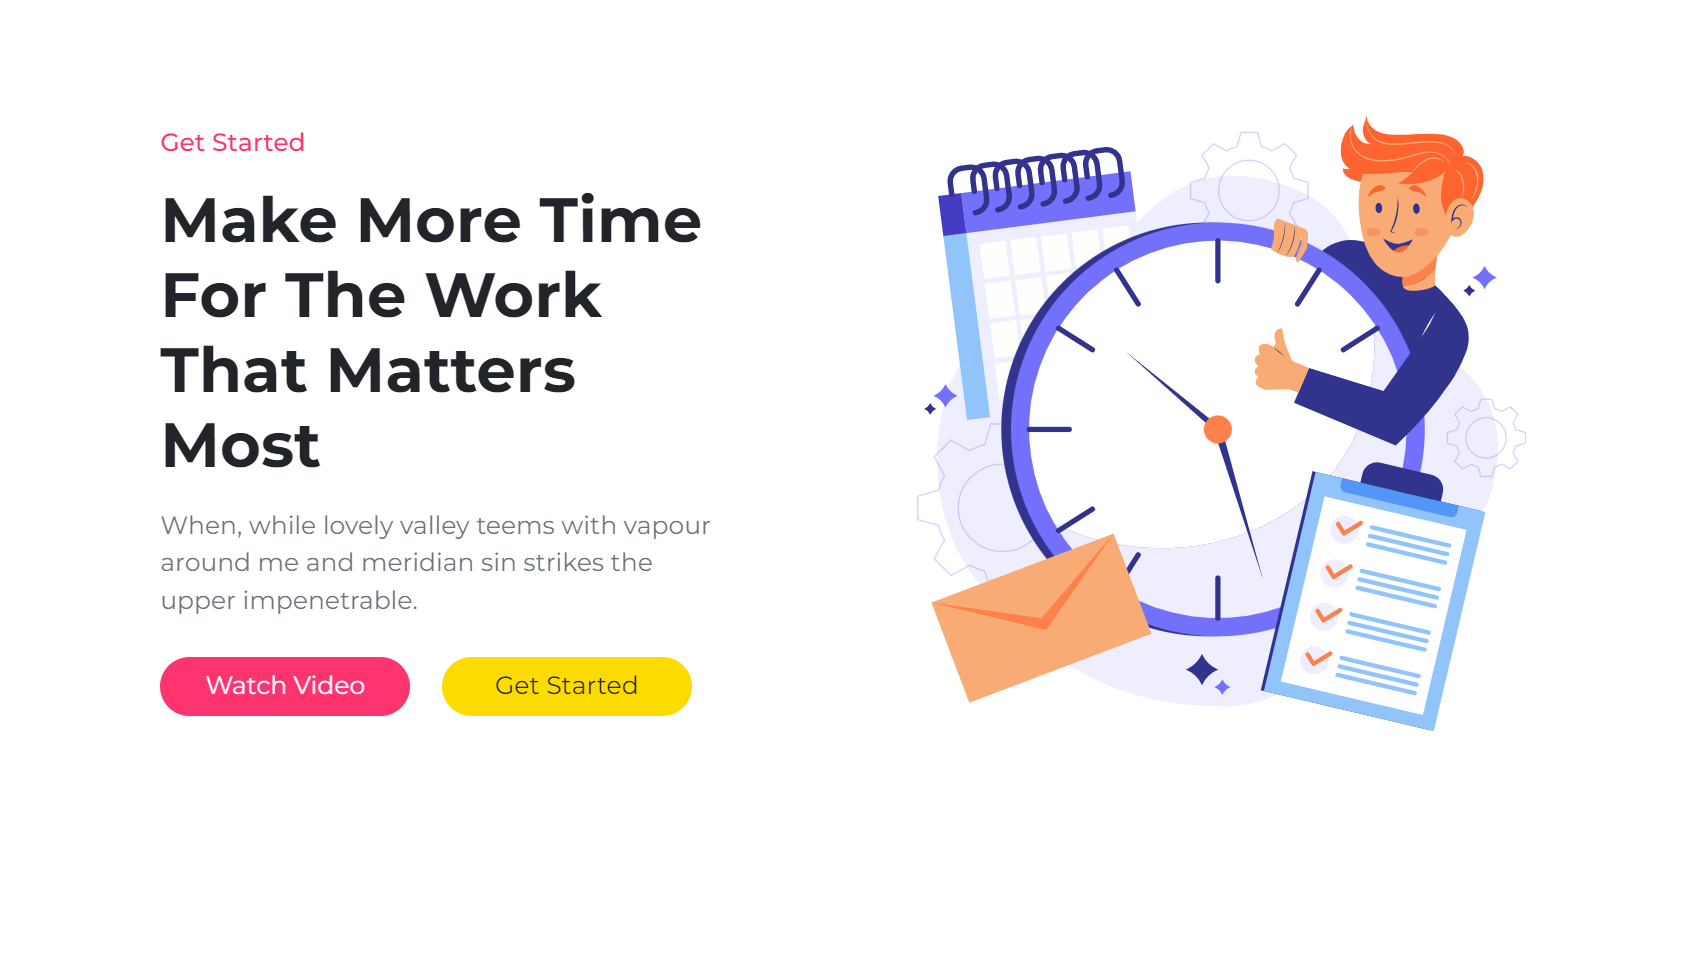 Get Started
Make More Time
For The Work
That Matters
Most
When, while lovely valley teems with vapour
around me and meridian sin strikes the
upper impenetrable.
Watch Video
Get Started